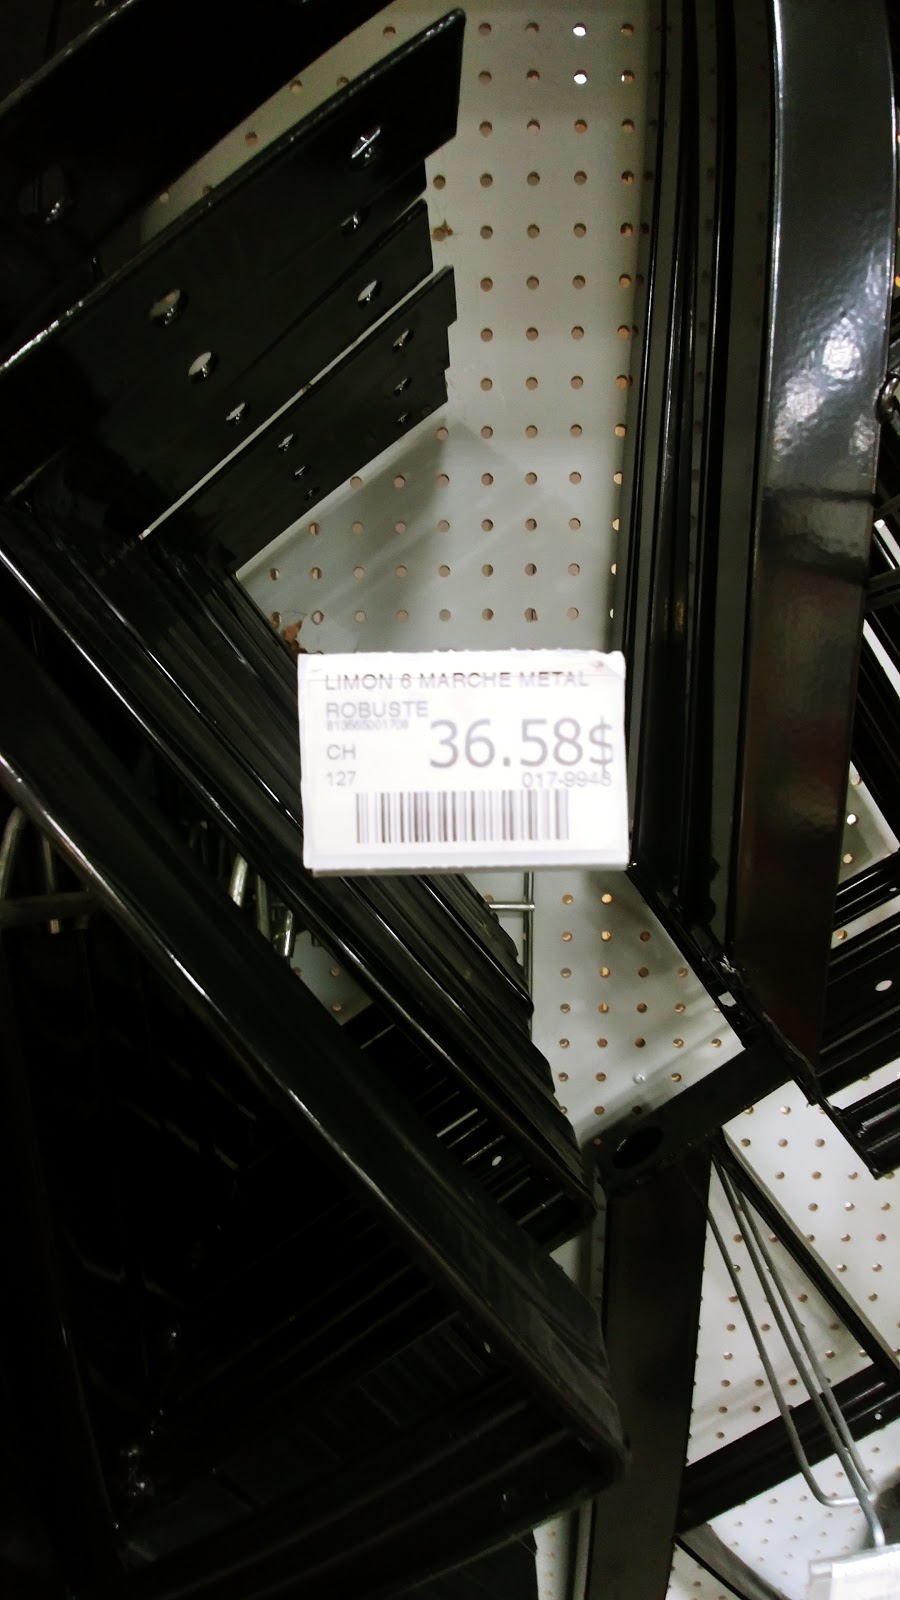 LIMON 6 MARCHE METAL
ROBUSTE
CH
36.58$
127
017-9948